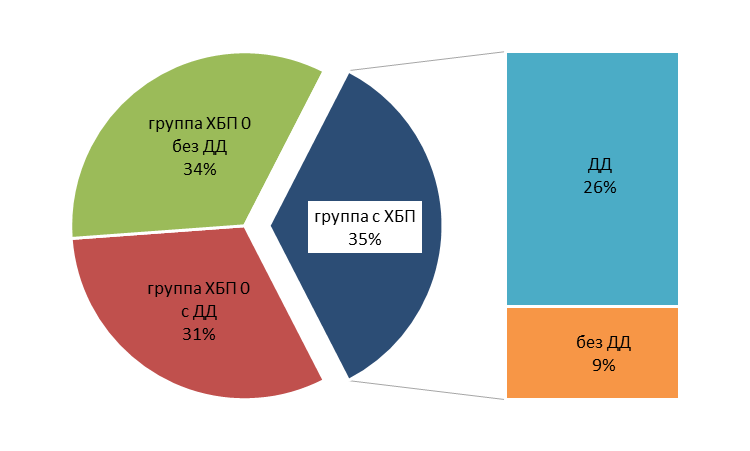 группа ХБП 0
без ДД
34%
группа с ХБП
35%
группа ХБП 0
с ДД
31%
ДД
26%
без ДД
9%